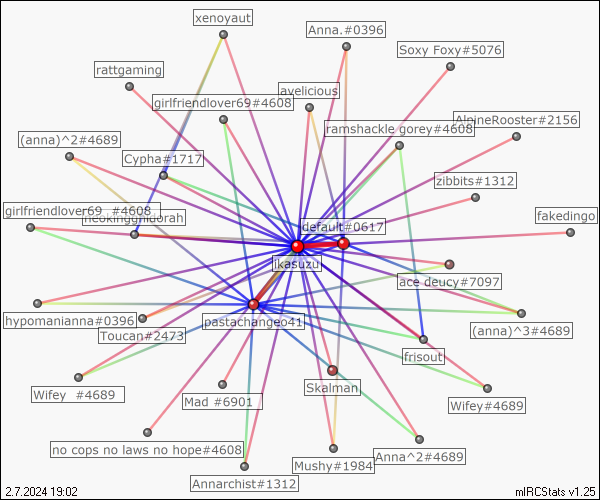 xenoyaut
Anna.#0396
Soxy Foxy#5076
rattgaming
avelicious
girlfriendlover69#4608
AlpineRooster#2156
ramshackle gorey#4608
(anna)^2#4689
Cypha#1717
zibbits#1312
girlfriendlover69_#4608
fakedingo
default#0617
ikasuzu
ace deucy#7097
hypomanianna#0396
pastachangeo41
(anna)^3#4689
Toucan#2473
frisout
Skalman
Wifey #4689
Mad #6901
Wifey#4689
no cops no laws no hope#4608
Anna^2#4689
Mushy#1984
Annarchist#1312
2.7.2024 19:02
mIRCStats v1.25